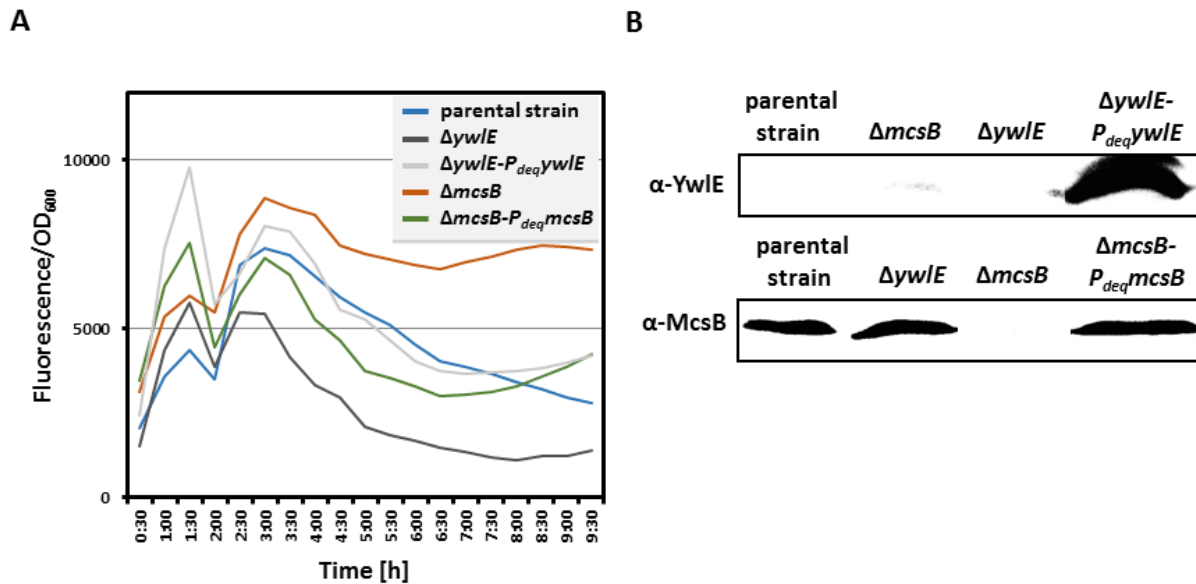 A
Fluorescence/OD600
10000
5000
0
parental strain
ΔywlE
ΔywlE-PdeqywlE
ΔmcsB
ΔmcsB-PdeqmcsB
0:30
1:00
1:30
2:00
2:30
3:00
3:30
4:00
4:30
5:00
5:30
6:00
6:30
7:00
7:30
8:00
8:30
9:00
9:30
Time [h]
B
parental
strain
ΔmcsB
ΔywlE
ΔywlE-
PdeqywlE
α-YwlE
parental
strain
ΔywlE
ΔmcsB
ΔmcsB-
PdeqmcsB
α-McsB